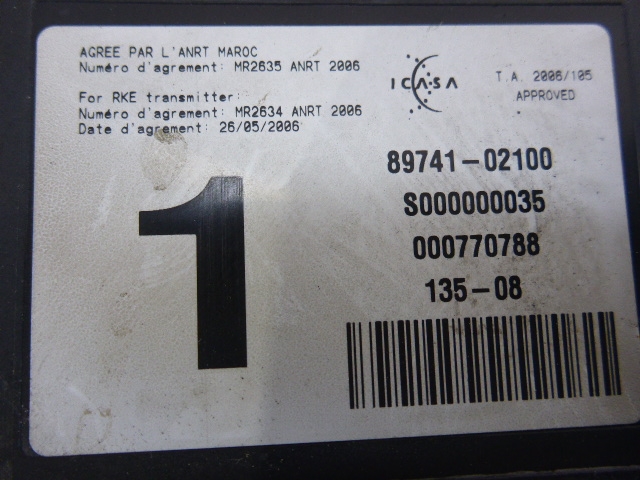 AGREE PAR L'ANRT MAROC
Numéro d'agrement: MR2635 ANRT 2006
For RKE transmitter:
Numéro d'agrement: MR2634 ANRT 2006
Date d'agrement: 26/05/2006
ICASA
T.A. 2006/105
APPROVED
1
89741-02100
S000000035
000770788
135-08